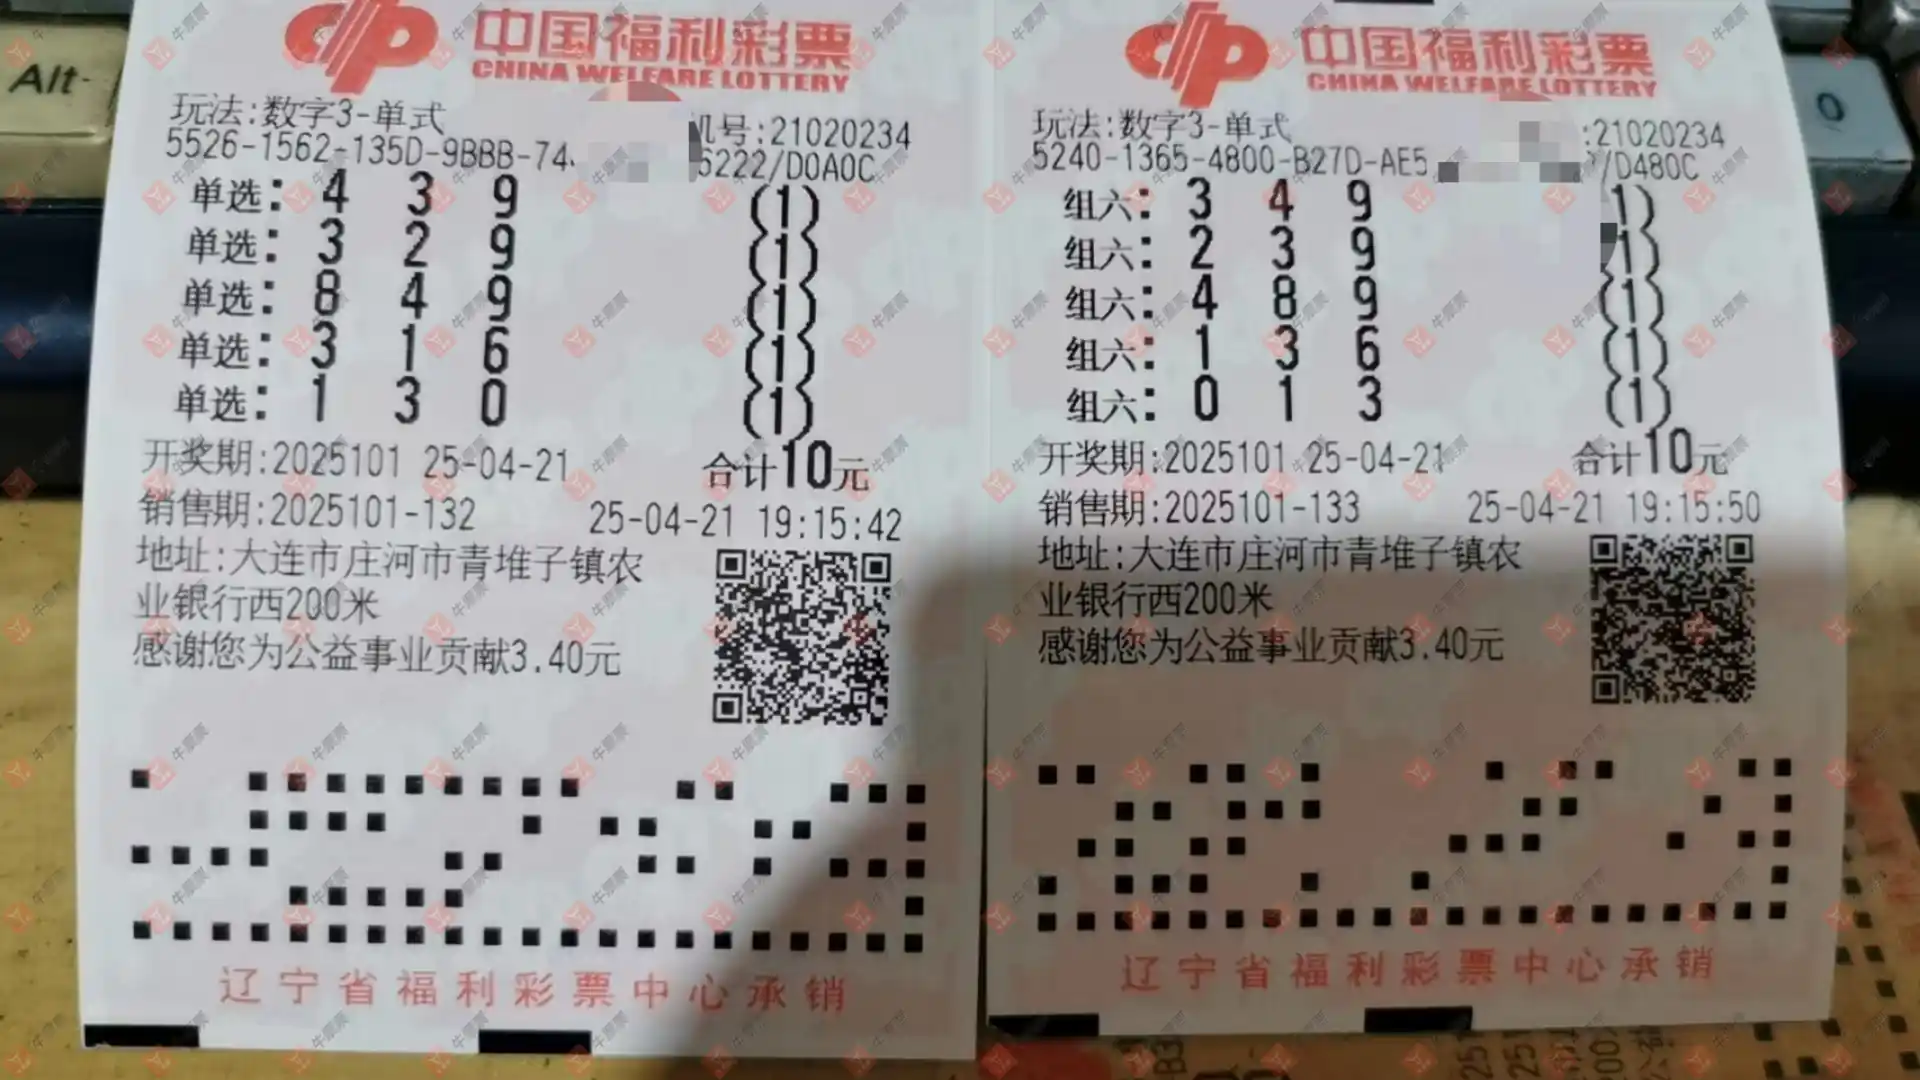 Alt
中国福利彩票
CHINA WELFARE LOTTERY
玩法:数字3-单式
机号:21020234
5526-1562-135D-9BBB-74
6222/D0A0C
单选: 4 3 9 (1)
单选: 3 2 9 (1)
单选: 8 4 9 (1)
单选: 3 1 6 (1)
单选: 1 3 0 (1)
开奖期:2025101 25-04-21 合计10元
销售期:2025101-132 25-04-21 19:15:42
地址:大连市庄河市青堆子镇农
业银行西200米
感谢您为公益事业贡献3.40元
辽宁省福利彩票中心承销
中国福利彩票
CHINA WELFARE LOTTERY
玩法:数字3-单式
:21020234
5240-1365-4800-B27D-AE5
/D480C
组六: 3 4 9 1)
组六: 2 3 9 1)
组六: 4 8 9 (1)
组六: 1 3 6 (1)
组六: 0 1 3 (1)
开奖期:2025101 25-04-21 合计10元
销售期:2025101-133 25-04-21 19:15:50
地址:大连市庄河市青堆子镇农
业银行西200米
感谢您为公益事业贡献3.40元
辽宁省福利彩票中心承销
0
牛彩票